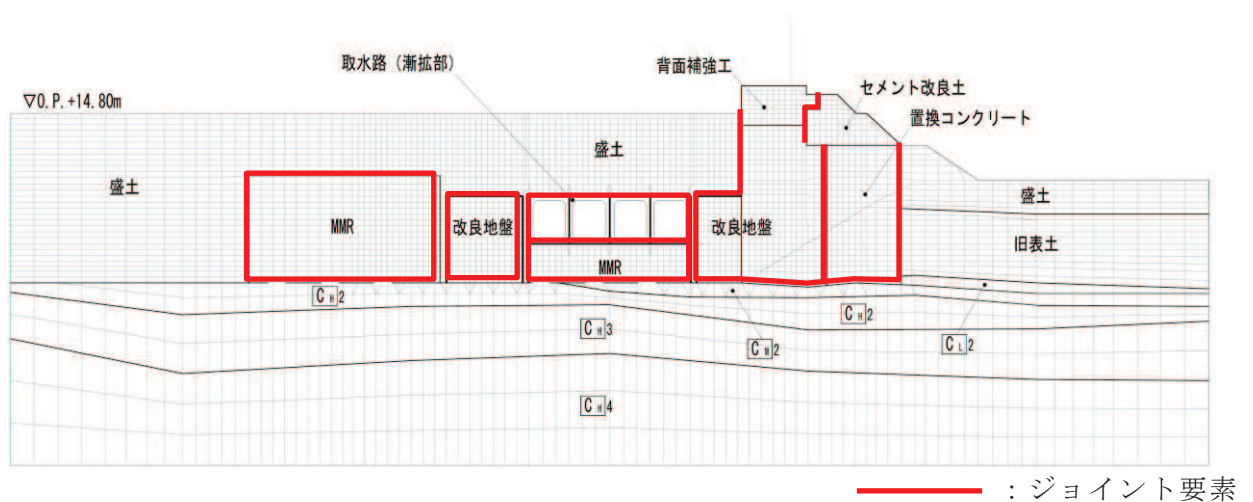 取水路（漸拡部）
背面補強工
セメント改良土
▽O.P.+14.80m
置換コンクリート
盛土
盛土
盛土
MMR
改良地盤
改良地盤
旧表土
MMR
CH2
CH2
CH3
CM2
CL2
CH4
：ジョイント要素